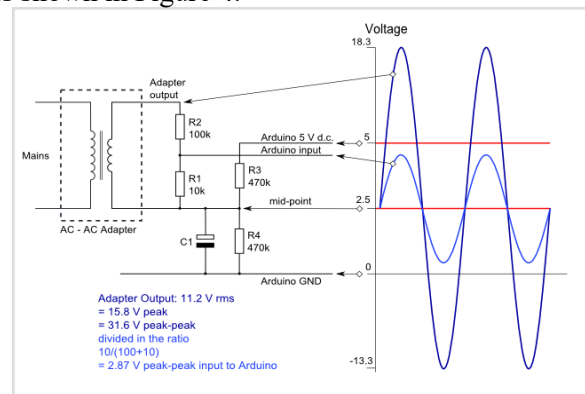 Voltage
18.3
Adapter
output
R2
100k
Arduino 5 V d.c.
5
Arduino input
Mains
R1
10k
R3
470k
mid-point
2.5
AC - AC Adapter
C1
R4
470k
0
Arduino GND
Adapter Output: 11.2 V rms
= 15.8 V peak
= 31.6 V peak-peak
divided in the ratio
10/(100+10)
= 2.87 V peak-peak input to Arduino
-13.3